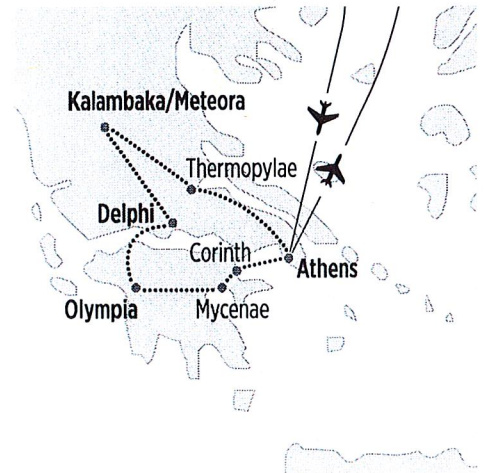 Kalambaka/Meteora
Thermopylae
Delphi
Corinth
Athens
Olympia
Mycenae